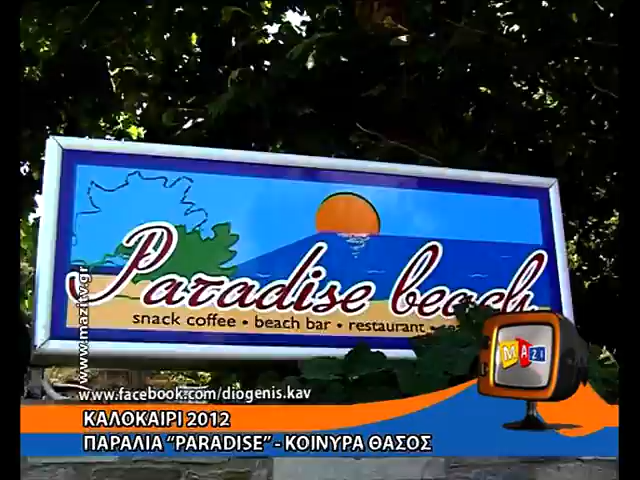 Paradise beach
snack coffee • beach bar • restaurant •
www.mazitv.gr
www.facebook.com/diogenis.kav
MAZI
ΚΑΛΟΚΑΙΡΙ 2012
ΠΑΡΑΛΙΑ “PARADISE” - ΚΟΙΝΥΡΑ ΘΑΣΟΣ